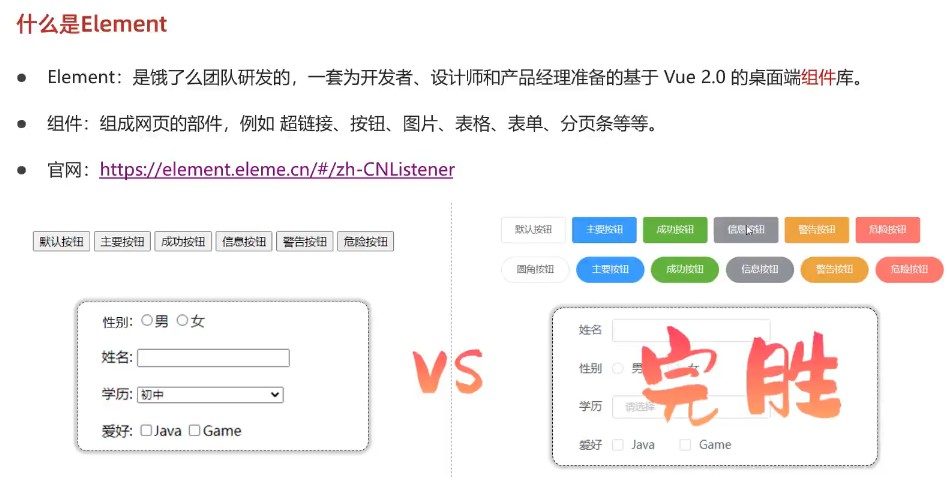 什么是Element
● Element：是饿了么团队研发的，一套为开发者、设计师和产品经理准备的基于 Vue 2.0 的桌面端组件库。
● 组件：组成网页的部件，例如 超链接、按钮、图片、表格、表单、分页条等等。
● 官网：https://element.eleme.cn/#/zh-CNListener
默认按钮 主要按钮 成功按钮 信息按钮 警告按钮 危险按钮
性别: 男 女
姓名:
学历: 初中
爱好: Java Game
VS
默认按钮 主要按钮 成功按钮 信息按钮 警告按钮 危险按钮
圆角按钮 主要按钮 成功按钮 信息按钮 警告按钮 危险按钮
姓名
性别 男 女
学历 请选择
爱好 Java Game
完胜